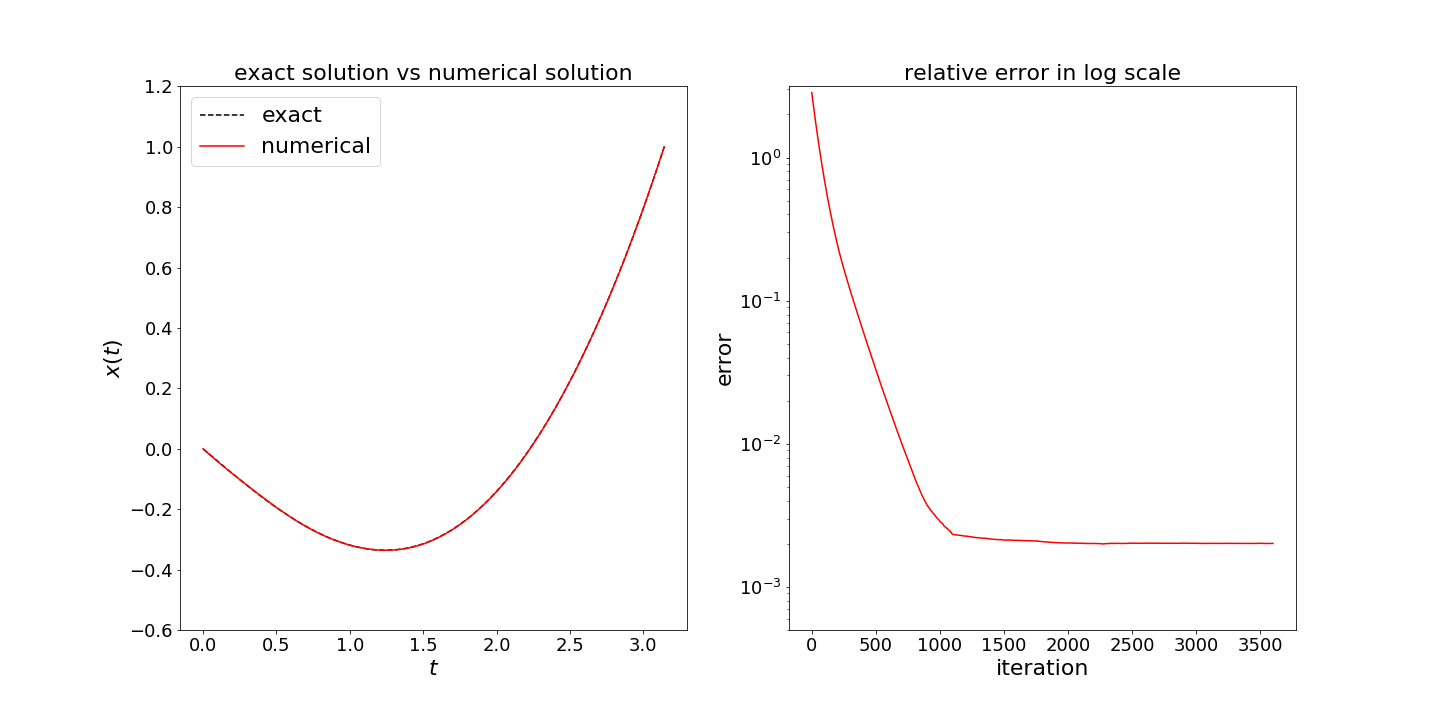 exact solution vs numerical solution
1.2
1.0
0.8
0.6
0.4
0.2
0.0
−0.2
−0.4
−0.6
x(t)
exact
numerical
0.0 0.5 1.0 1.5 2.0 2.5 3.0
t
relative error in log scale
10⁰
10⁻¹
10⁻²
10⁻³
error
0 500 1000 1500 2000 2500 3000 3500
iteration